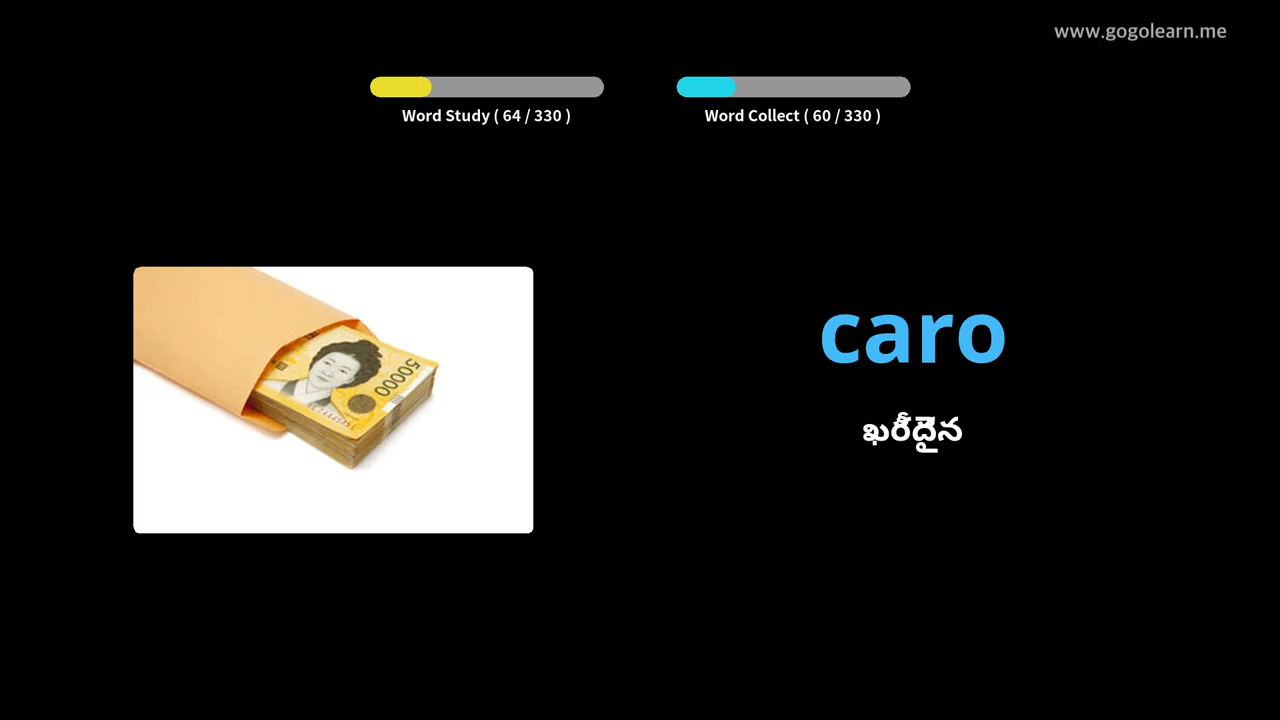 www.gogolearn.me
Word Study ( 64 / 330 )
Word Collect ( 60 / 330 )
50000
caro
ఖరీదైన